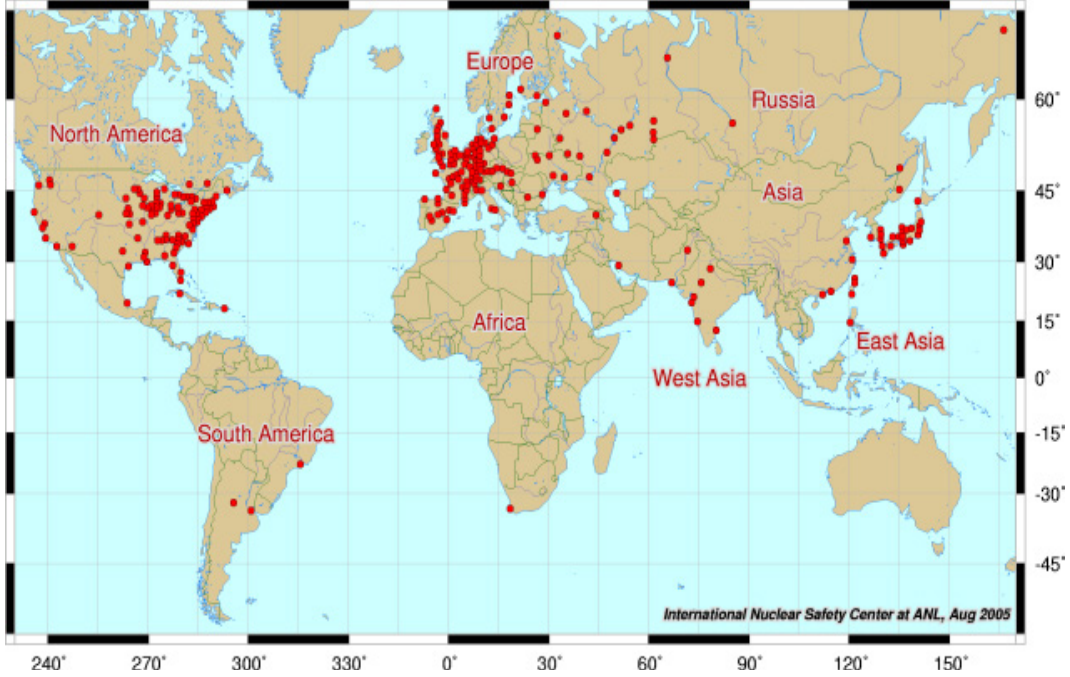 Europe
60°
Russia
North America
Asia
45°
30°
Africa
15°
East Asia
West Asia
0°
South America
-15°
-30°
-45°
International Nuclear Safety Center at ANL, Aug 2005
240° 270° 300° 330° 0° 30° 60° 90° 120° 150°